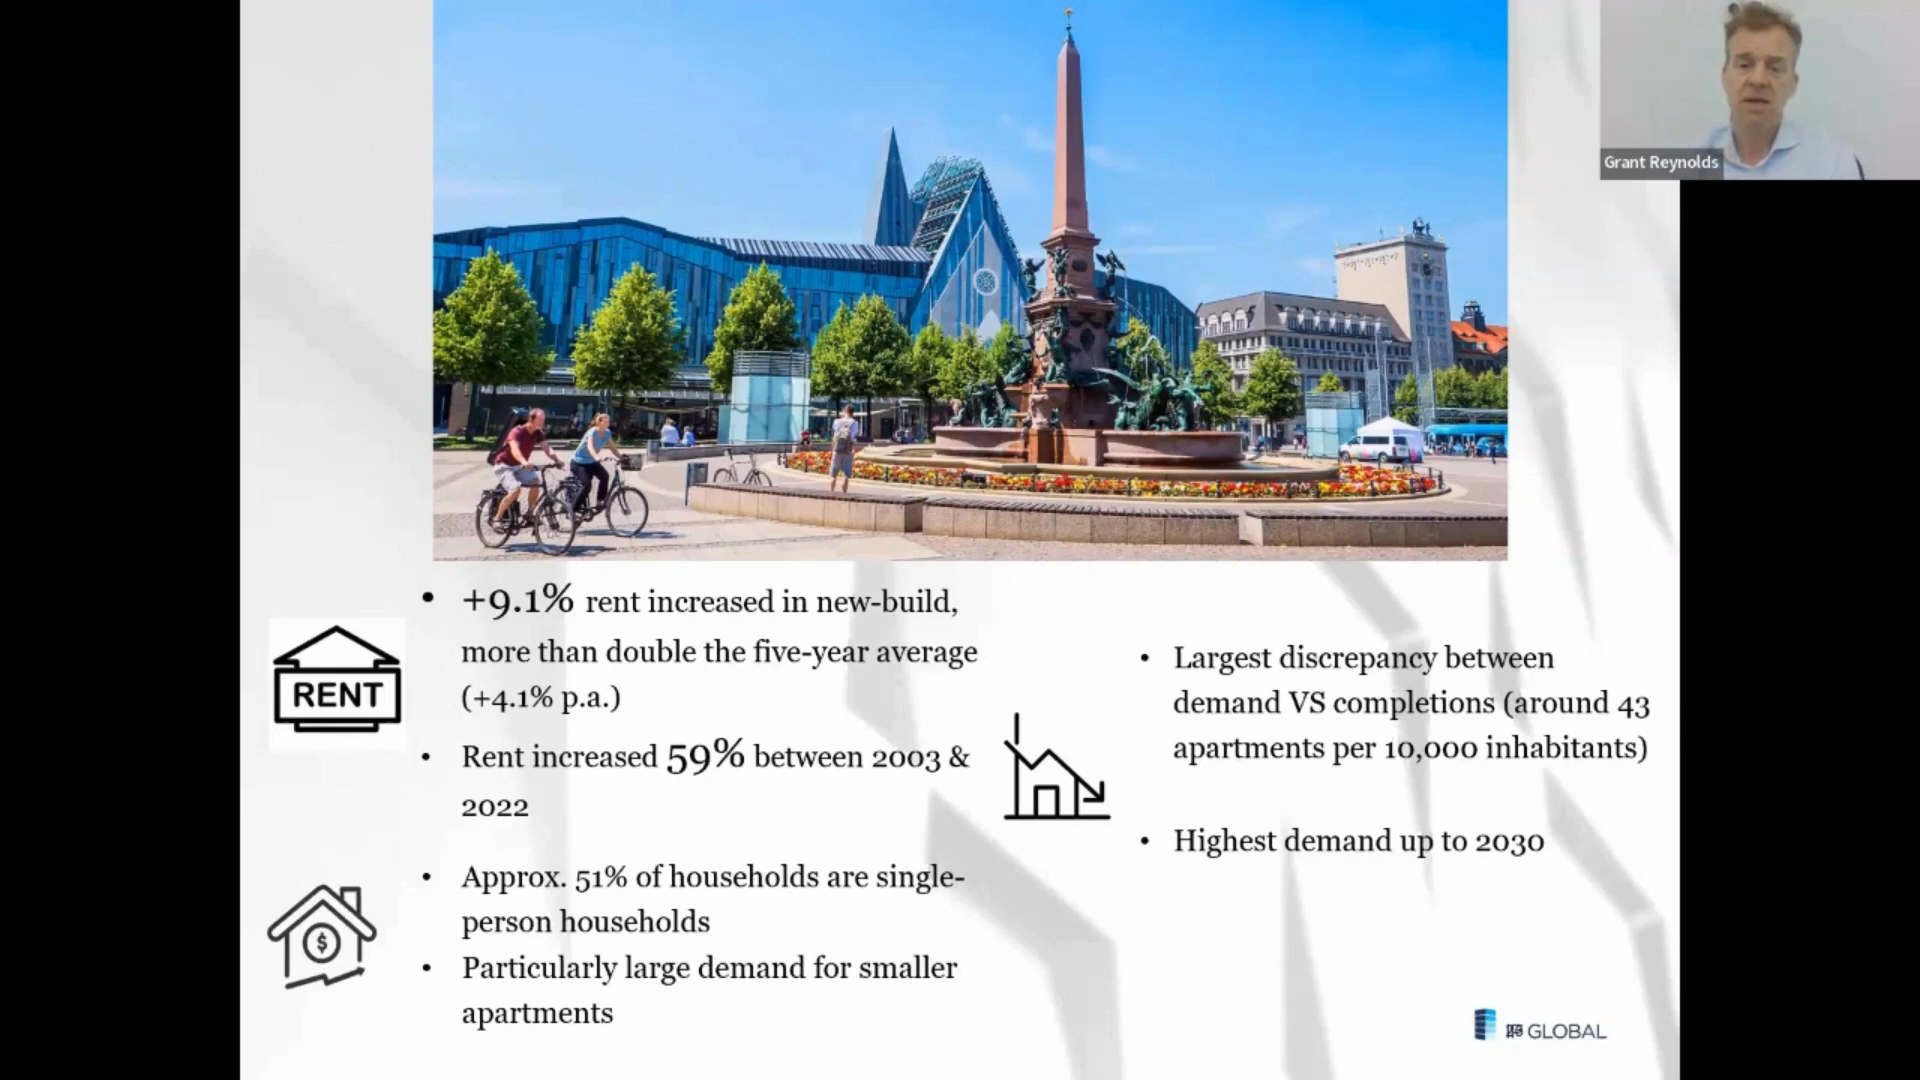 Grant Reynolds
• +9.1% rent increased in new-build,
more than double the five-year average
(+4.1% p.a.)
RENT
• Rent increased 59% between 2003 &
2022
• Approx. 51% of households are single-
person households
$
• Particularly large demand for smaller
apartments
• Largest discrepancy between
demand VS completions (around 43
apartments per 10,000 inhabitants)
• Highest demand up to 2030
GLOBAL